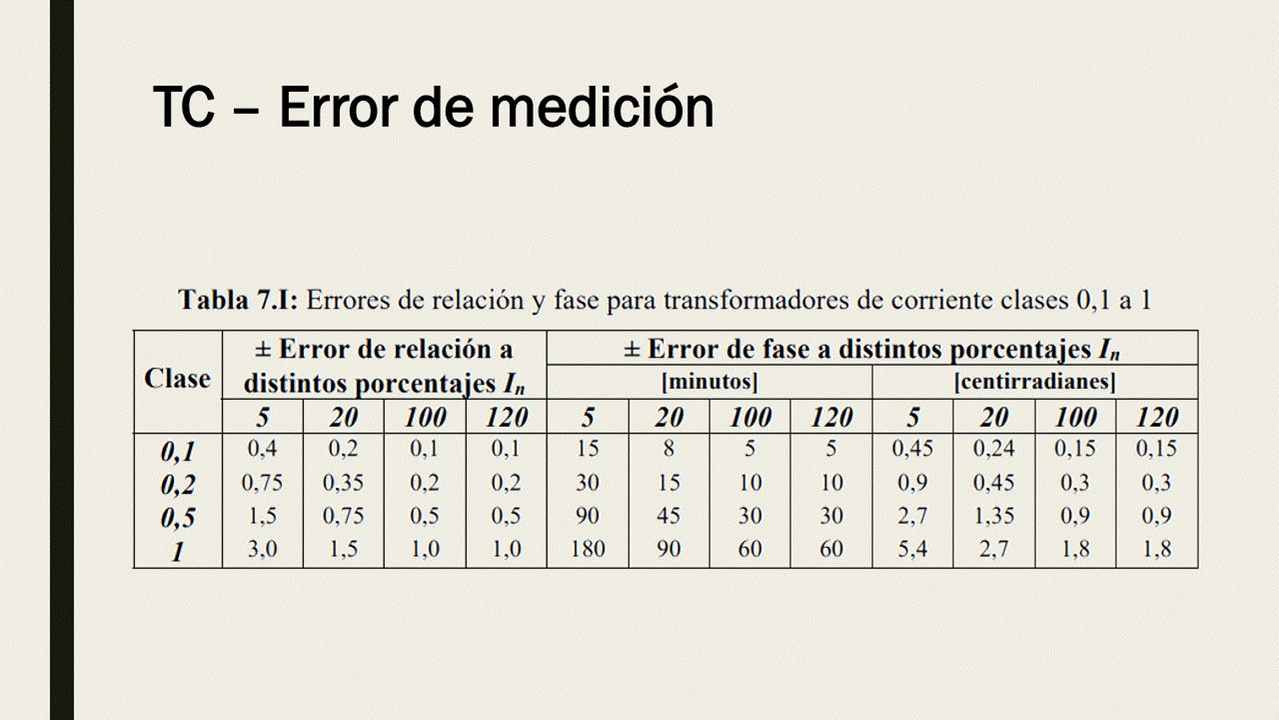 TC – Error de medición
Tabla 7.I: Errores de relación y fase para transformadores de corriente clases 0,1 a 1
Clase
± Error de relación a
distintos porcentajes In
± Error de fase a distintos porcentajes In
[minutos] [centirradianes]
5 20 100 120 5 20 100 120 5 20 100 120
0,1 0,4 0,2 0,1 0,1 15 8 5 5 0,45 0,24 0,15 0,15
0,2 0,75 0,35 0,2 0,2 30 15 10 10 0,9 0,45 0,3 0,3
0,5 1,5 0,75 0,5 0,5 90 45 30 30 2,7 1,35 0,9 0,9
1 3,0 1,5 1,0 1,0 180 90 60 60 5,4 2,7 1,8 1,8